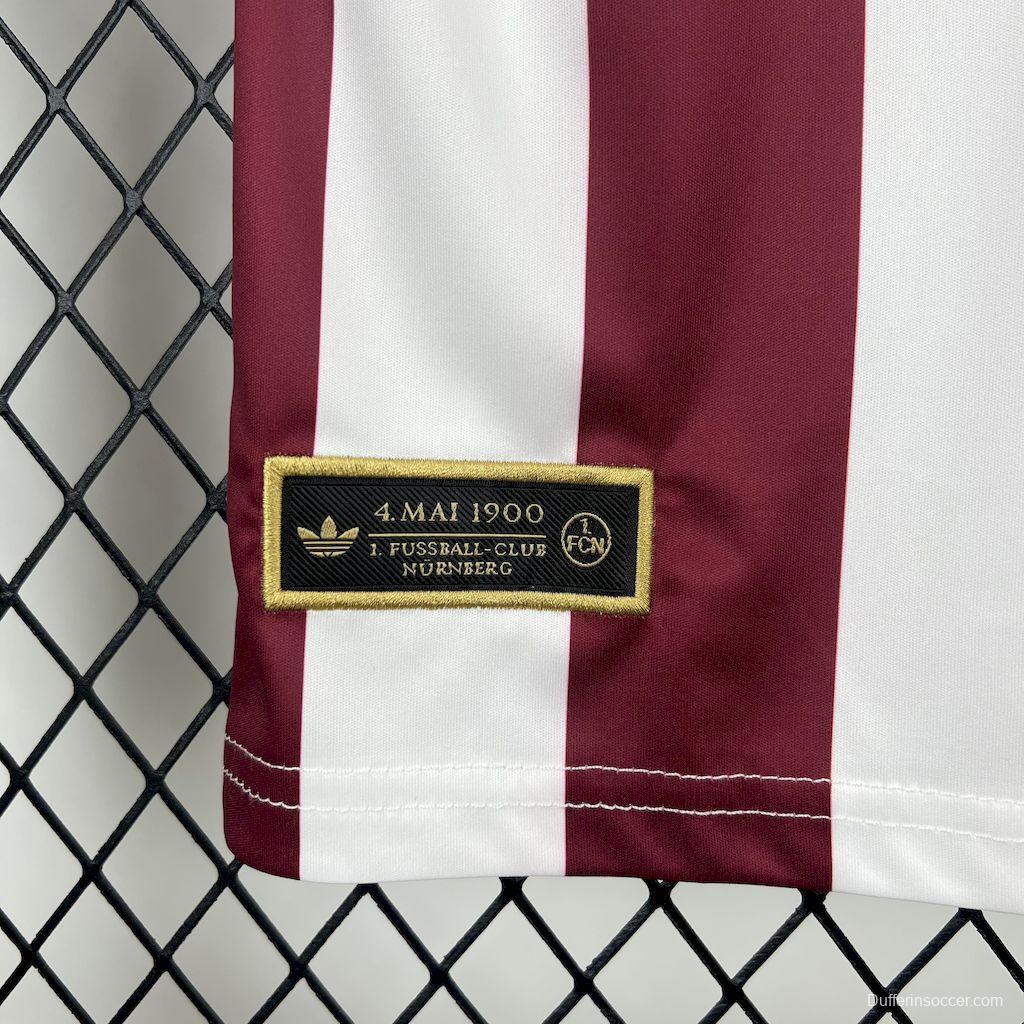 4. MAI 1900
1. FUSSBALL-CLUB
NÜRNBERG
1.
FCN
Dufferinsoccer.com